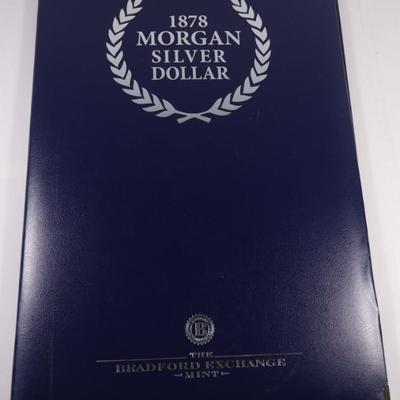 1878
MORGAN
SILVER
DOLLAR
B
THE
BRADFORD EXCHANGE
MINT